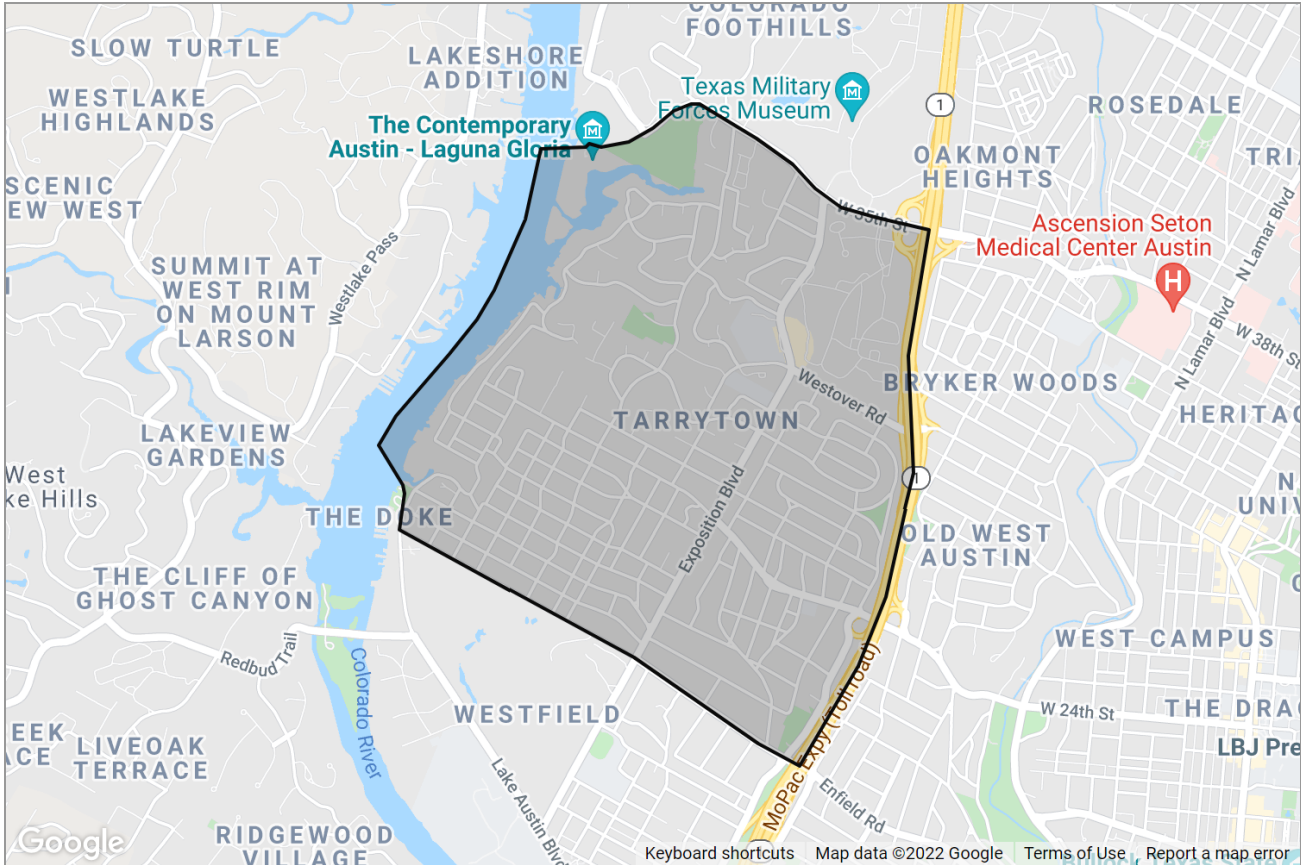 COLORADO
FOOTHILLS
SLOW TURTLE
LAKESHORE
ADDITION
WESTLAKE
HIGHLANDS
Texas Military
Forces Museum
1
ROSEDALE
The Contemporary
Austin - Laguna Gloria
OAKMONT
HEIGHTS
TRIA
SCENIC
EW WEST
W 35th St
Ascension Seton
Medical Center Austin
H
N Lamar Blvd
Westlake Pass
SUMMIT AT
WEST RIM
ON MOUNT
LARSON
N Lamar Blvd
W 38th St
Westover Rd
BRYKER WOODS
TARRYTOWN
HERITAG
LAKEVIEW
GARDENS
West
ke Hills
1
N
UNIV
Exposition Blvd
THE DOKE
OLD WEST
AUSTIN
THE CLIFF OF
GHOST CANYON
WEST CAMPUS
Redbud Trail
Colorado River
MoPac Expy (Toll road)
WESTFIELD
W 24th St
THE DRAG
EEK
ACE
LIVEOAK
TERRACE
LBJ Pre
Lake Austin Blvd
Enfield Rd
RIDGEWOOD
VILLAGE
Google
Keyboard shortcuts
Map data ©2022 Google
Terms of Use
Report a map error